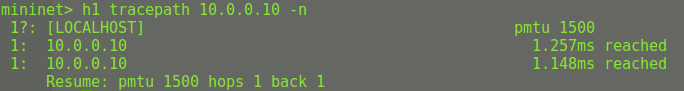 mininet> h1 tracepath 10.0.0.10 -n
1?: [LOCALHOST] pmtu 1500
1: 10.0.0.10 1.257ms reached
1: 10.0.0.10 1.148ms reached
Resume: pmtu 1500 hops 1 back 1